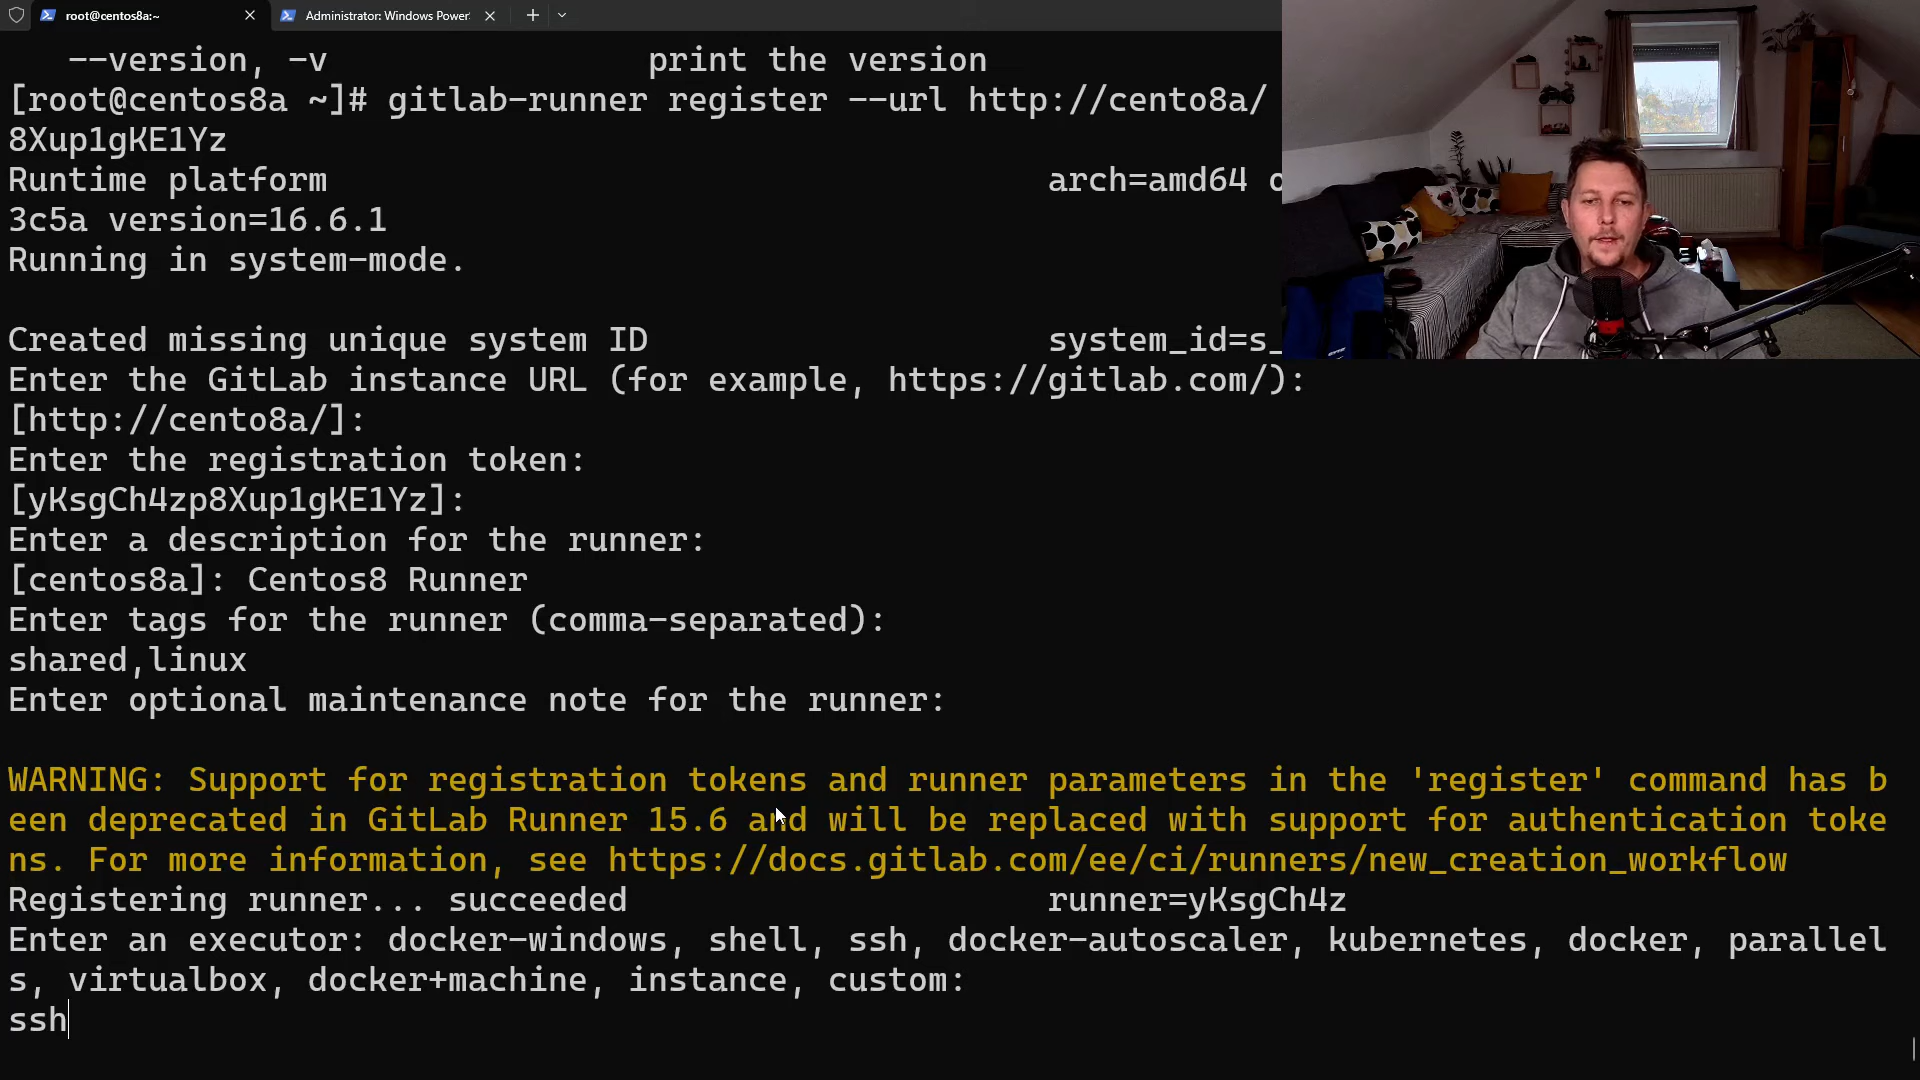 root@centos8a:~
Administrator: Windows Power
--version, -v print the version
[root@centos8a ~]# gitlab-runner register --url http://cento8a/
8Xup1gKE1Yz
Runtime platform arch=amd64 o
3c5a version=16.6.1
Running in system-mode.
Created missing unique system ID system_id=s_
Enter the GitLab instance URL (for example, https://gitlab.com/):
[http://cento8a/]:
Enter the registration token:
[yKsgCh4zp8Xup1gKE1Yz]:
Enter a description for the runner:
[centos8a]: Centos8 Runner
Enter tags for the runner (comma-separated):
shared,linux
Enter optional maintenance note for the runner:
WARNING: Support for registration tokens and runner parameters in the 'register' command has b
een deprecated in GitLab Runner 15.6 and will be replaced with support for authentication toke
ns. For more information, see https://docs.gitlab.com/ee/ci/runners/new_creation_workflow
Registering runner... succeeded runner=yKsgCh4z
Enter an executor: docker-windows, shell, ssh, docker-autoscaler, kubernetes, docker, parallel
s, virtualbox, docker+machine, instance, custom:
ssh